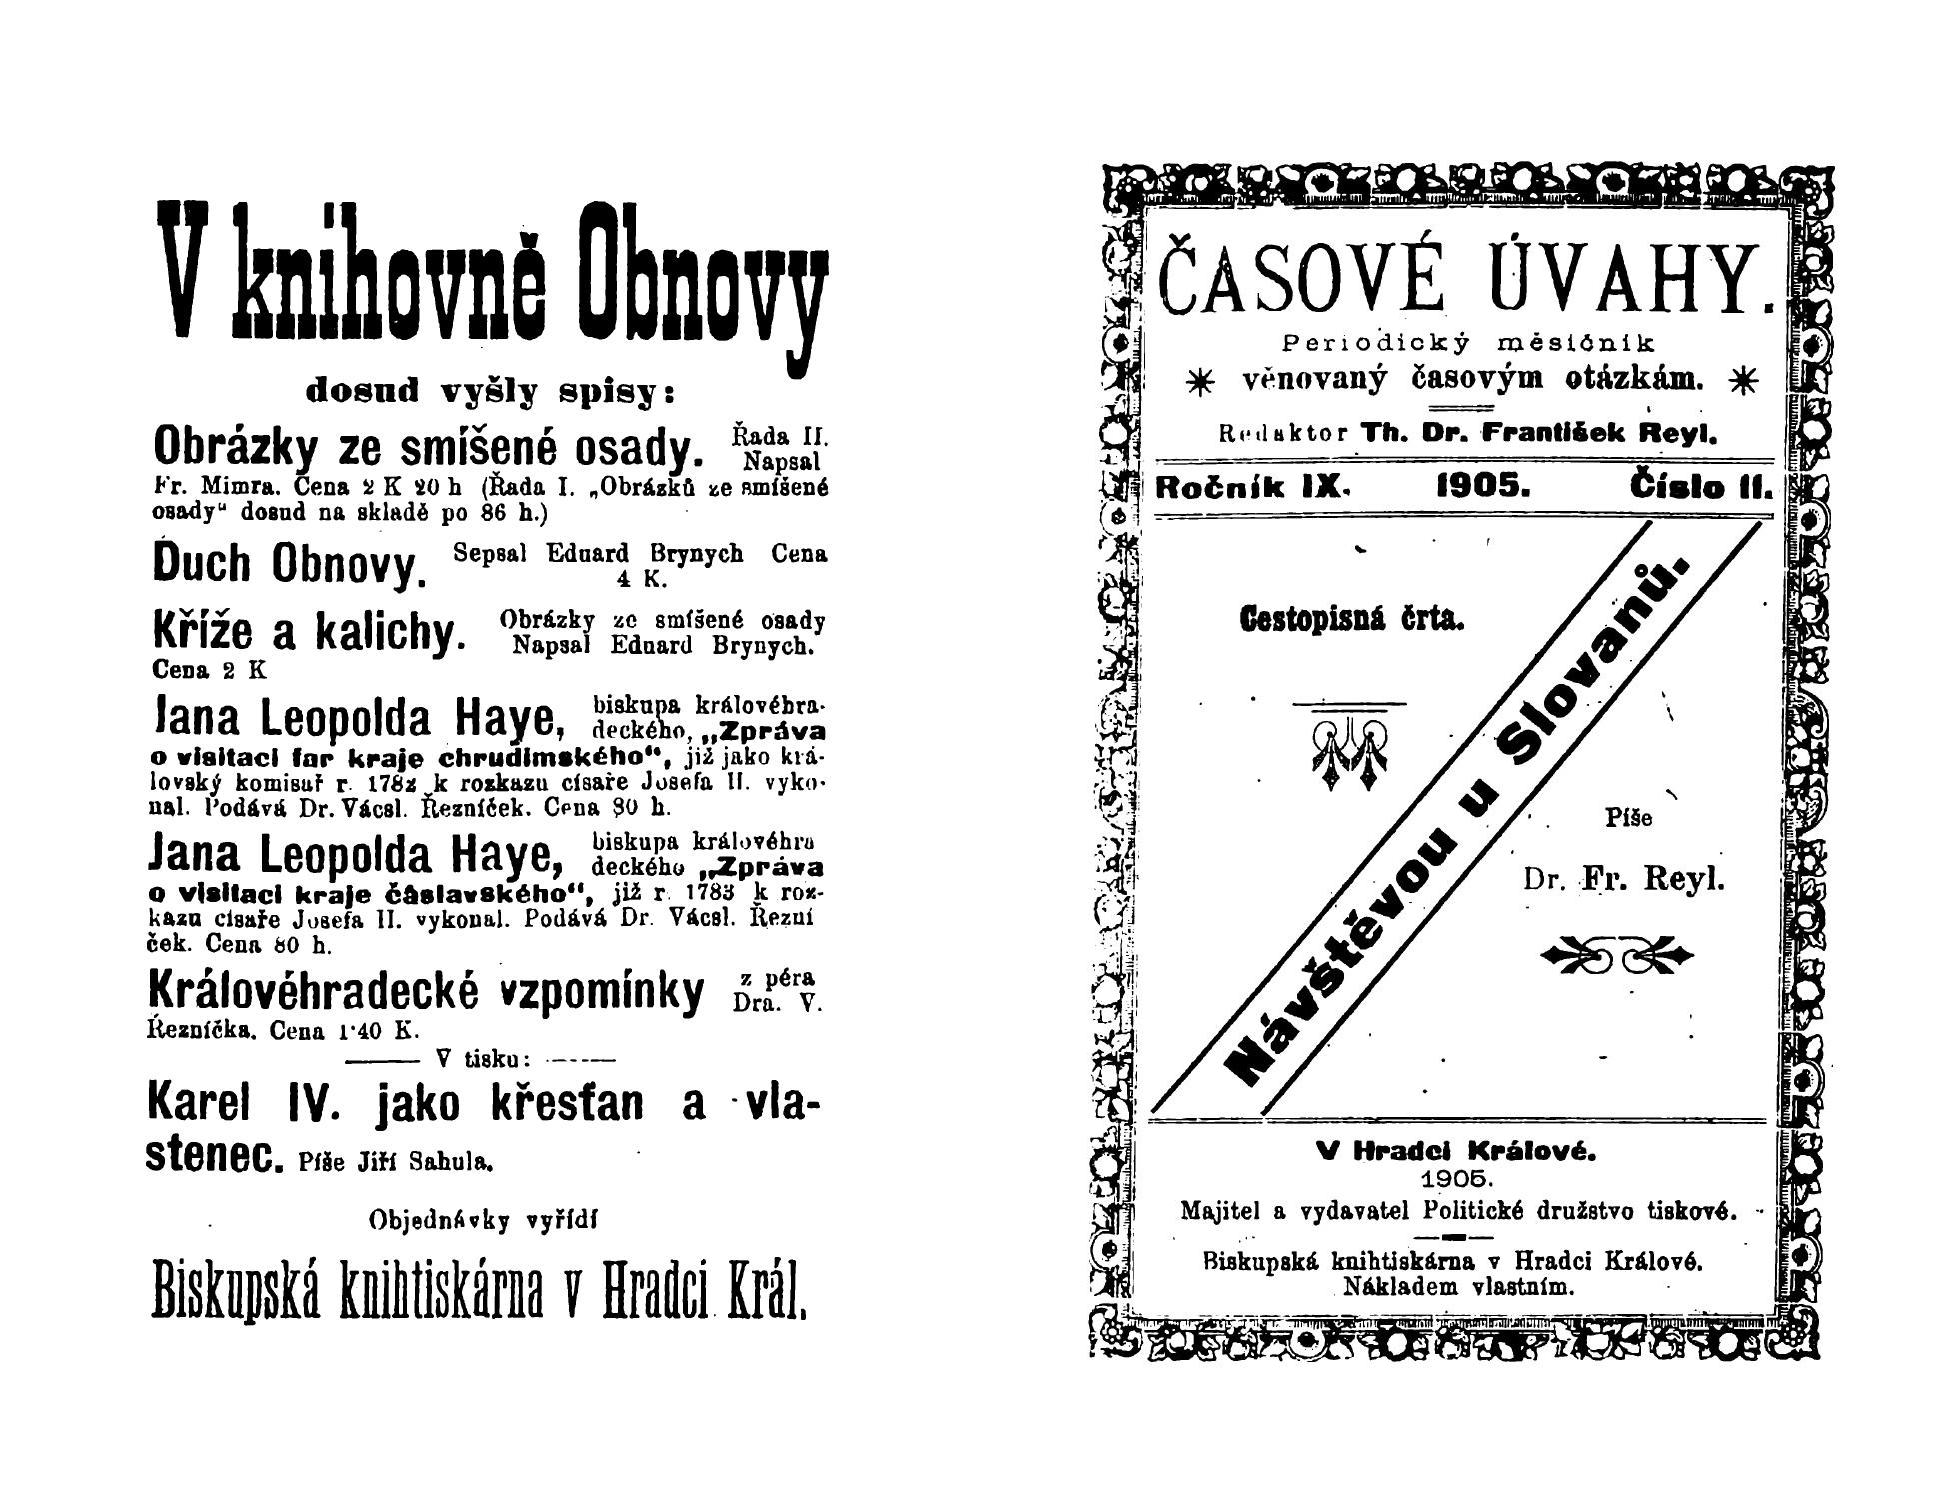 V knihovně Obnovy
dosud vyšly spisy:
Obrázky ze smíšené osady. Řada II.
Napsal
Fr. Mimra. Cena 2 K 20 h (Řada I. „Obrázků ze smíšené
osady“ dosud na skladě po 86 h.)
Duch Obnovy. Sepsal Eduard Brynych Cena
4 K.
Kříže a kalichy. Obrázky ze smíšené osady
Napsal Eduard Brynych.
Cena 2 K
Jana Leopolda Haye, biskupa královéhra-
deckého, „Zpráva
o visitaci far kraje chrudimského“, již jako krá-
lovský komisař r. 1782 k rozkazu císaře Josefa II. vyko-
nal. Podává Dr. Vácsl. Řezníček. Cena 80 h.
Jana Leopolda Haye, biskupa královéhra
deckého „Zpráva
o visitaci kraje čáslavského“, již r. 1783 k roz-
kazu císaře Josefa II. vykonal. Podává Dr. Vácsl. Řezní
ček. Cena 80 h.
Královéhradecké vzpomínky z péra
Dra. V.
Řezníčka. Cena 1·40 K.
V tisku:
Karel IV. jako křesťan a vla-
stenec. Píše Jiří Sahula.
Objednávky vyřídí
Biskupská knihtiskárna v Hradci Král.
ČASOVÉ ÚVAHY.
Periodický měsíčník
* věnovaný časovým otázkám. *
Redaktor Th. Dr. František Reyl.
Ročník IX. 1905. Číslo II.
Cestopisná črta.
Návštěvou u Slovanů.
Píše
Dr. Fr. Reyl.
V Hradci Králové.
1905.
Majitel a vydavatel Politické družstvo tiskové.
Biskupská knihtiskárna v Hradci Králové.
Nákladem vlastním.